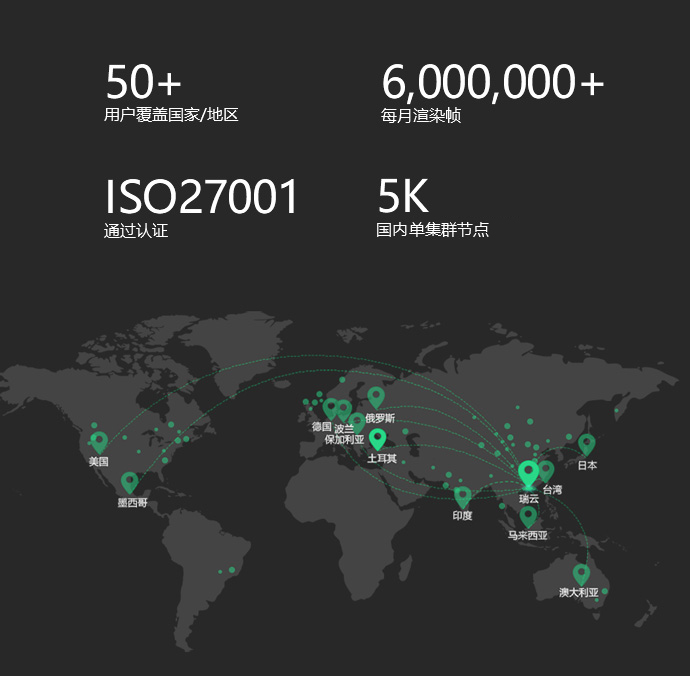 50+
用户覆盖国家/地区
6,000,000+
每月渲染帧
ISO27001
通过认证
5K
国内单集群节点
俄罗斯
德国
波兰
保加利亚
土耳其
美国
日本
墨西哥
台湾
瑞云
印度
马来西亚
澳大利亚